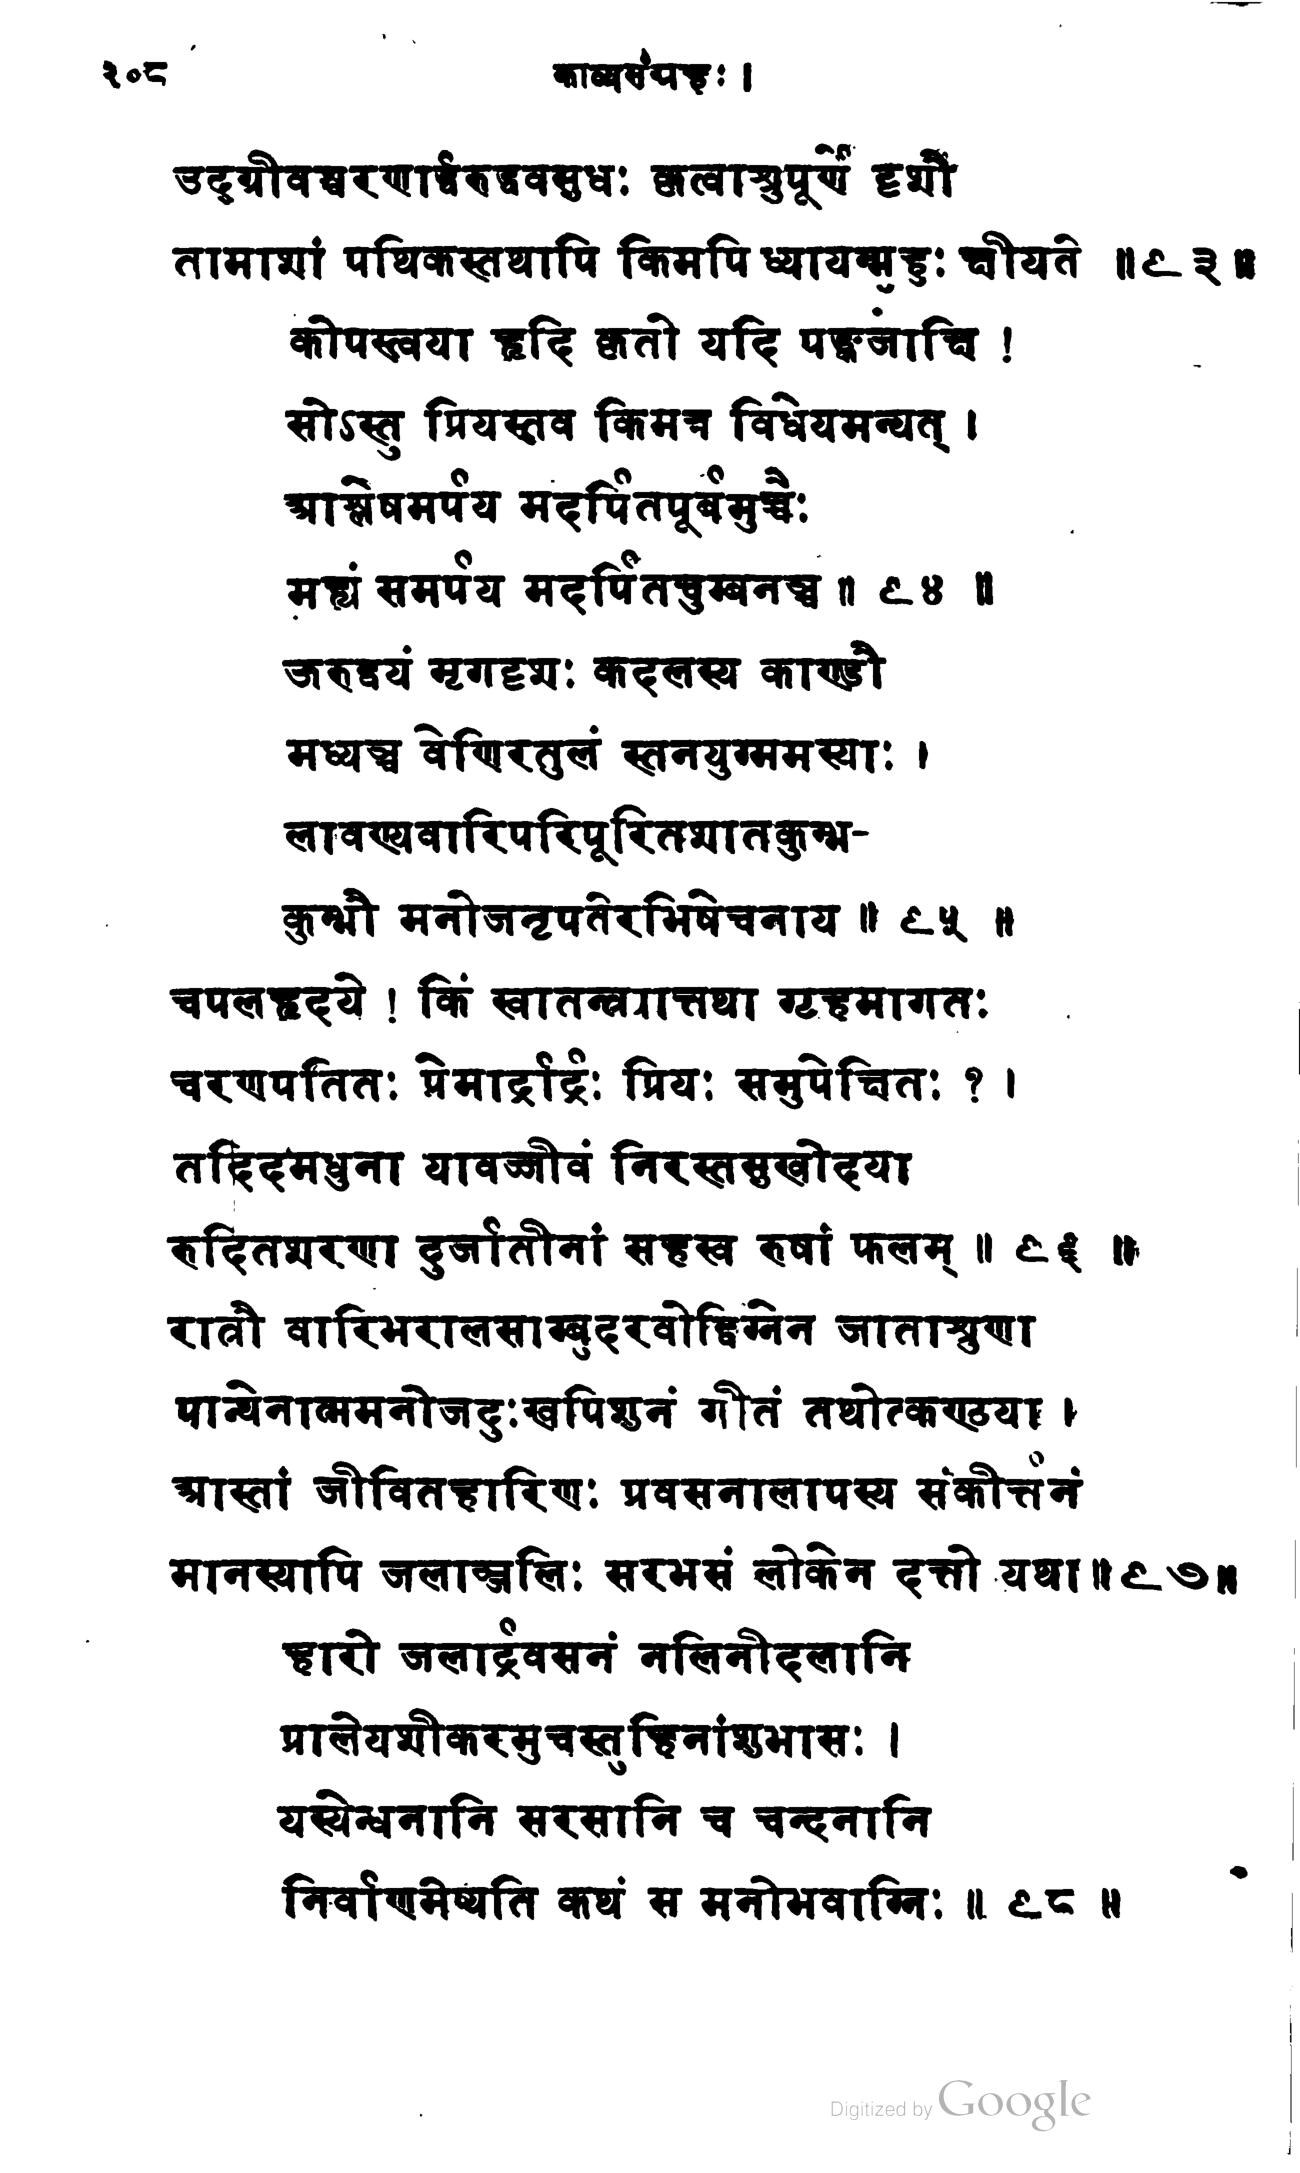 २०८ काव्यसंग्रहः।
उद्ग्रीवश्चरणार्द्धरुद्धवसुधः कृत्वाश्रुपूर्णे दृशौ
तामाशां पथिकस्तथापि किमपि ध्यायन्मुहुः वीक्षते ॥९३॥
कोपस्त्वया हृदि कृतो यदि पङ्कजाक्षि !
सोऽस्तु प्रियस्तव किमत्र विधेयमन्यत् ।
आश्लेषमर्पय मदर्पितपूर्वमुच्चैः
मह्यं समर्पय मदर्पितचुम्बनञ्च ॥ ९४ ॥
ऊरुद्वयं मृगदृशः कदलस्य काण्डौ
मध्यञ्च वेणिरतुलं स्तनयुग्ममस्याः ।
लावण्यवारिपरिपूरितशातकुम्भ-
कुम्भौ मनोजनृपतेरभिषेचनाय ॥ ९५ ॥
चपलहृदये ! किं स्वातन्त्र्यात्तथा गृहमागतः
चरणपतितः प्रेमार्द्रार्द्रः प्रियः समुपेक्षितः ? ।
तदिदमधुना यावज्जीवं निरस्तसुखोदया
रुदितशरणा दुर्जातीनां सहस्व रुषां फलम् ॥ ९६ ॥
रात्रौ वारिभरालसाम्बुदरवोद्विग्नेन जाताश्रुणा
पान्थेनात्ममनोजदुःखपिशुनं गीतं तथोत्कण्ठया ।
आस्तां जीवितहारिणः प्रवसनालापस्य संकीर्त्तनं
मानस्यापि जलाञ्जलिः सरभसं लोकेन दत्तो यथा॥९७॥
हारो जलार्द्रवसनं नलिनीदलानि
प्रालेयशीकरमुचस्तुहिनांशुभासः ।
यस्येन्धनानि सरसानि च चन्दनानि
निर्वाणमेष्यति कथं स मनोभवाग्निः ॥ ९८ ॥
Digitized by Google